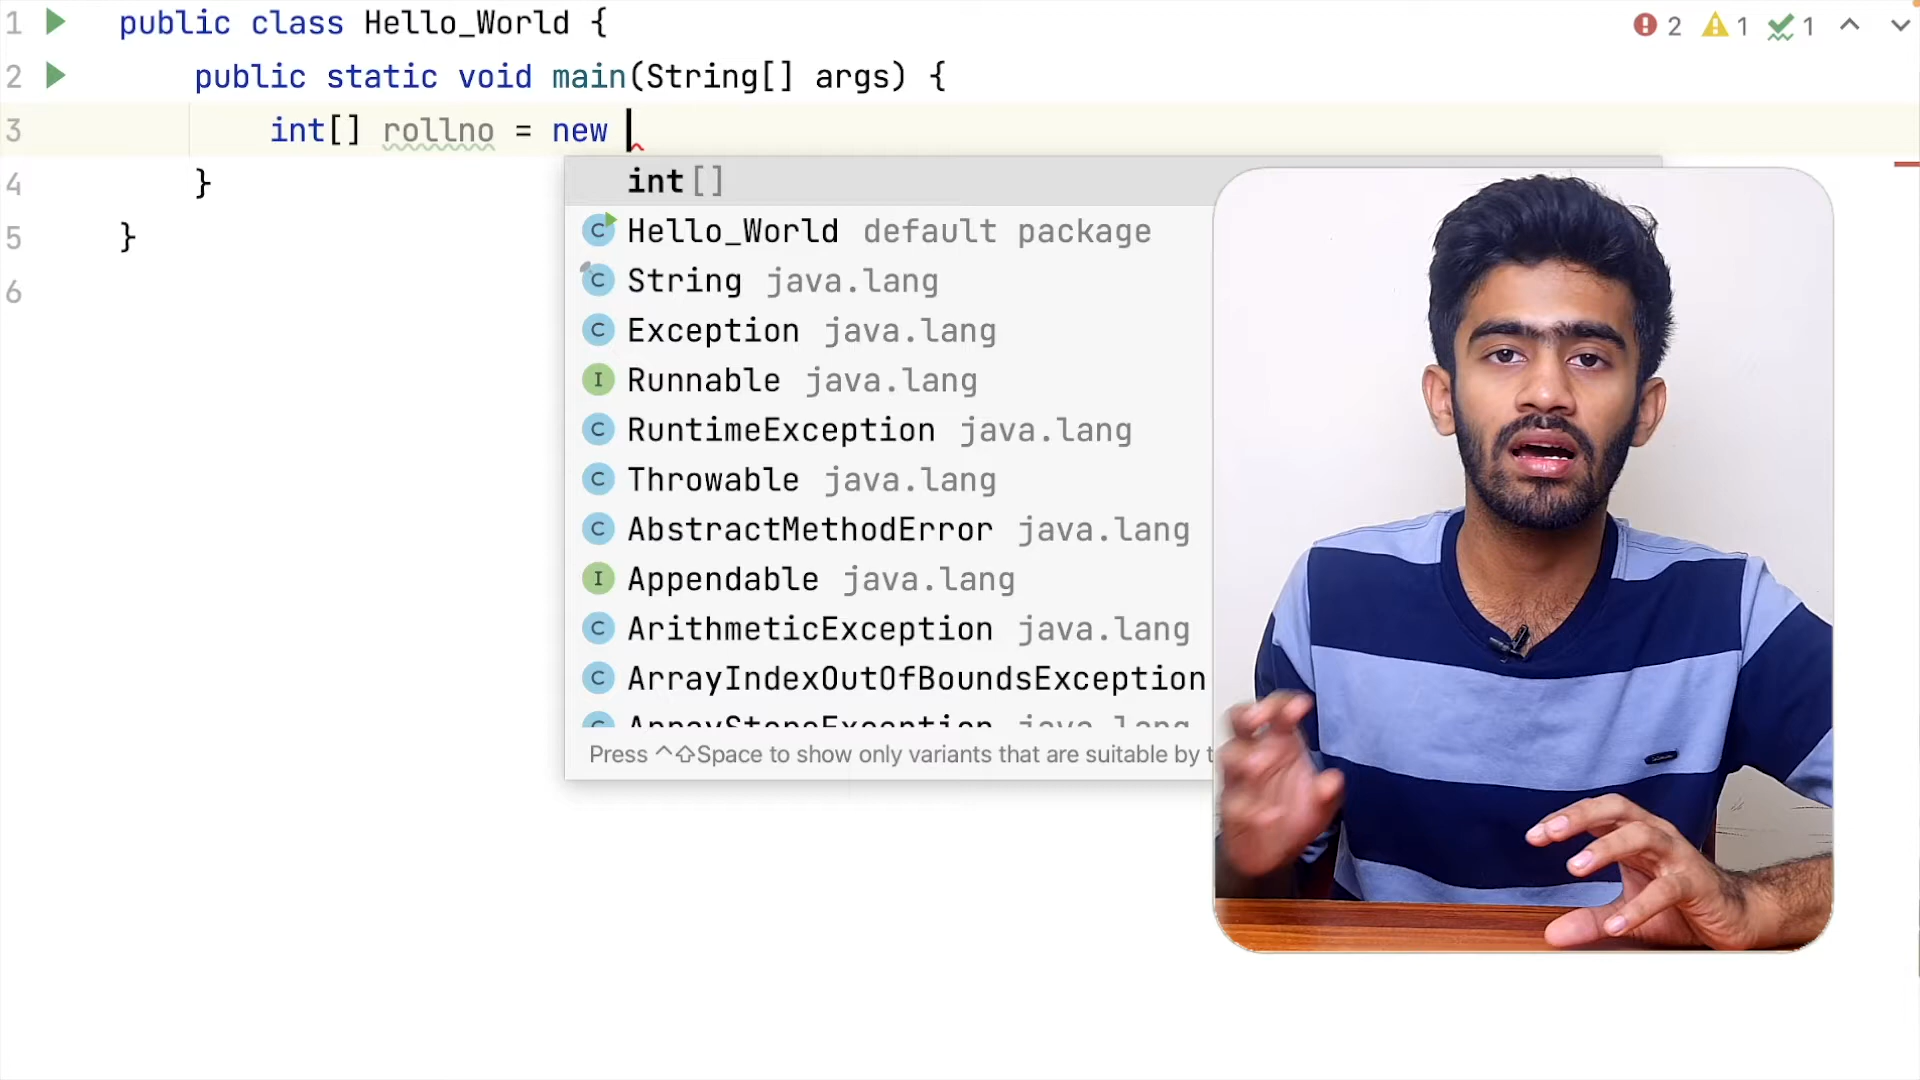 1 public class Hello_World {
2 public static void main(String[] args) {
3 int[] rollno = new
4 }
5 }
6
2 1 1
int[]
Hello_World default package
String java.lang
Exception java.lang
Runnable java.lang
RuntimeException java.lang
Throwable java.lang
AbstractMethodError java.lang
Appendable java.lang
ArithmeticException java.lang
ArrayIndexOutOfBoundsException
ArrayStoreException java.lang
Press ^⇧Space to show only variants that are suitable by t